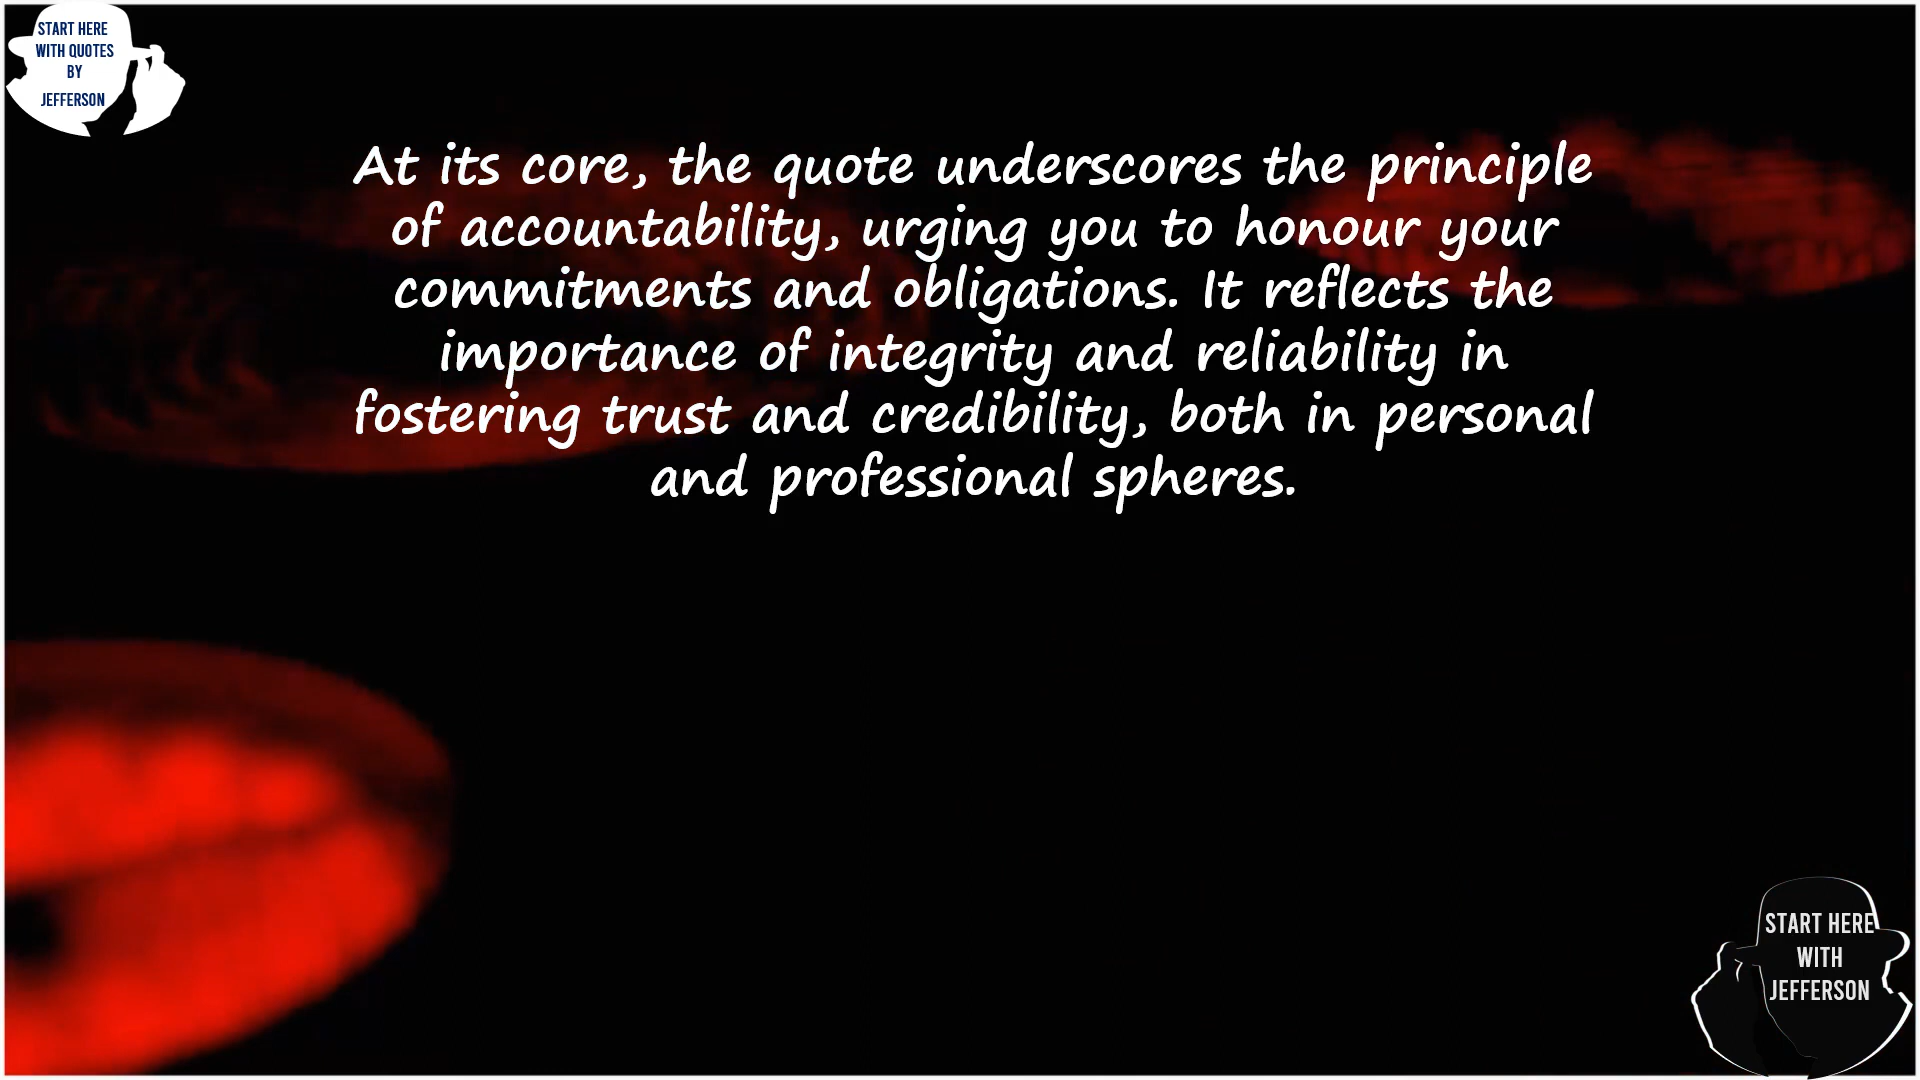 START HERE
WITH QUOTES
BY
JEFFERSON
At its core, the quote underscores the principle
of accountability, urging you to honour your
commitments and obligations. It reflects the
importance of integrity and reliability in
fostering trust and credibility, both in personal
and professional spheres.
START HERE
WITH
JEFFERSON